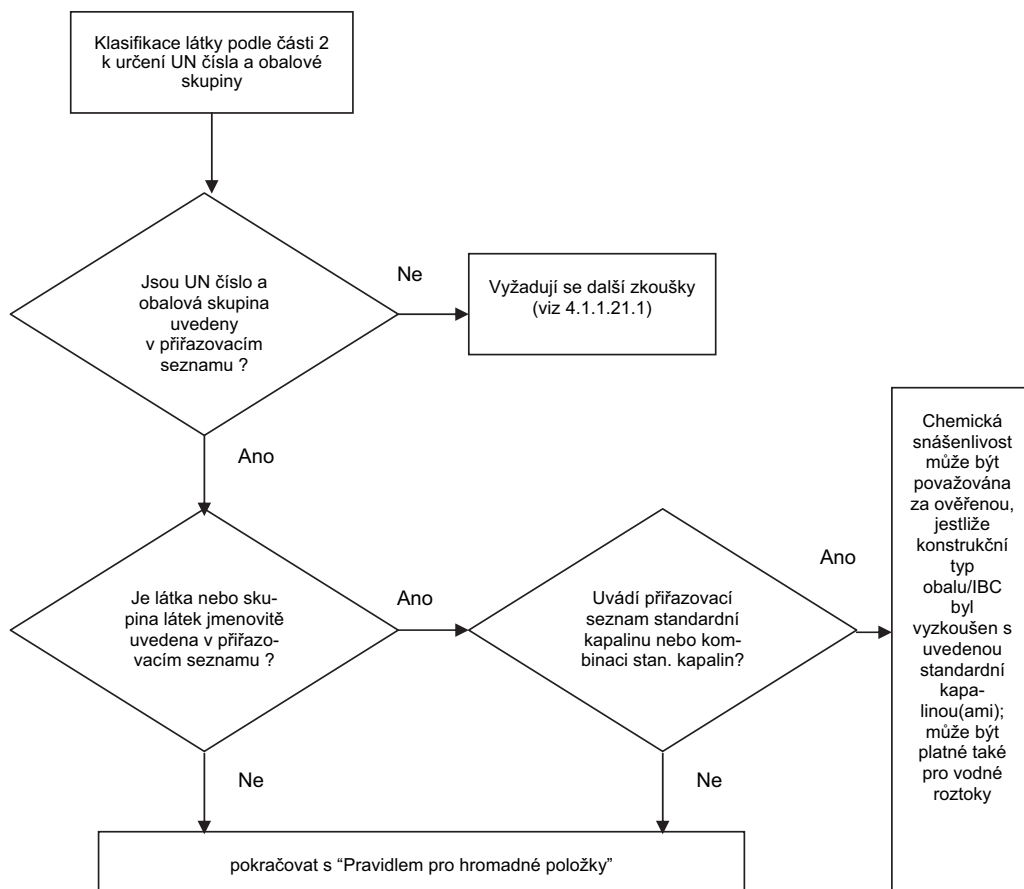 Klasifikace látky podle části 2
k určení UN čísla a obalové
skupiny
Jsou UN číslo a
obalová skupina
uvedeny
v přiřazovacím
seznamu ?
Ne
Vyžadují se další zkoušky
(viz 4.1.1.21.1)
Ano
Je látka nebo sku-
pina látek jmenovitě
uvedena v přiřazo-
vacím seznamu ?
Ano
Uvádí přiřazovací
seznam standardní
kapalinu nebo kom-
binaci stan. kapalin?
Ano
Chemická
snášenlivost
může být
považována
za ověřenou,
jestliže
konstrukční
typ
obalu/IBC
byl
vyzkoušen s
uvedenou
standardní
kapa-
linou(ami);
může být
platné také
pro vodné
roztoky
Ne
Ne
pokračovat s “Pravidlem pro hromadné položky”